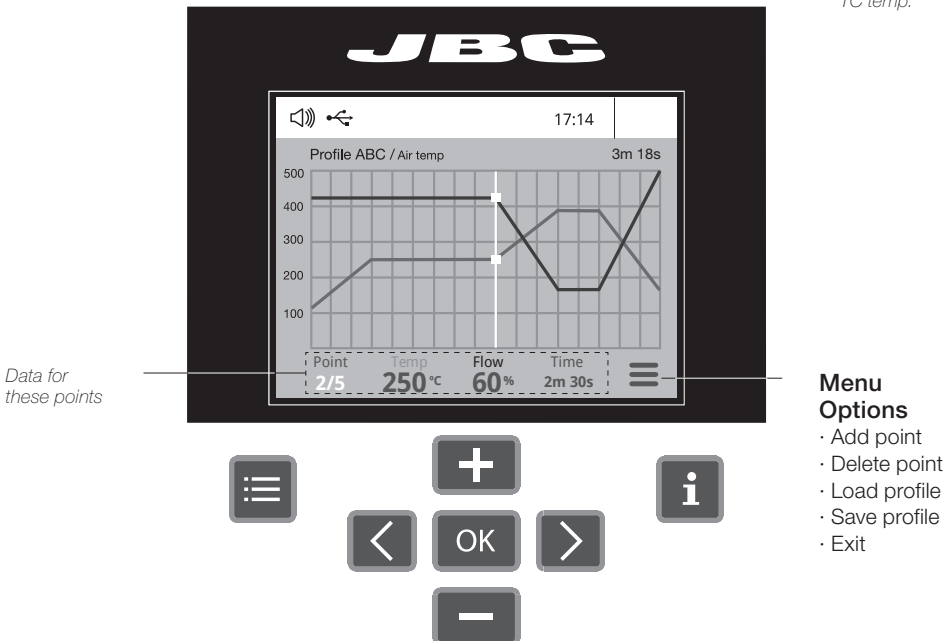 TC temp.
JBC
17:14
Profile ABC / Air temp 3m 18s
500
400
300
200
100
Point Temp Flow Time
2/5 250 °C 60 % 2m 30s
Data for
these points
Menu
Options
· Add point
· Delete point
· Load profile
· Save profile
· Exit
i
OK